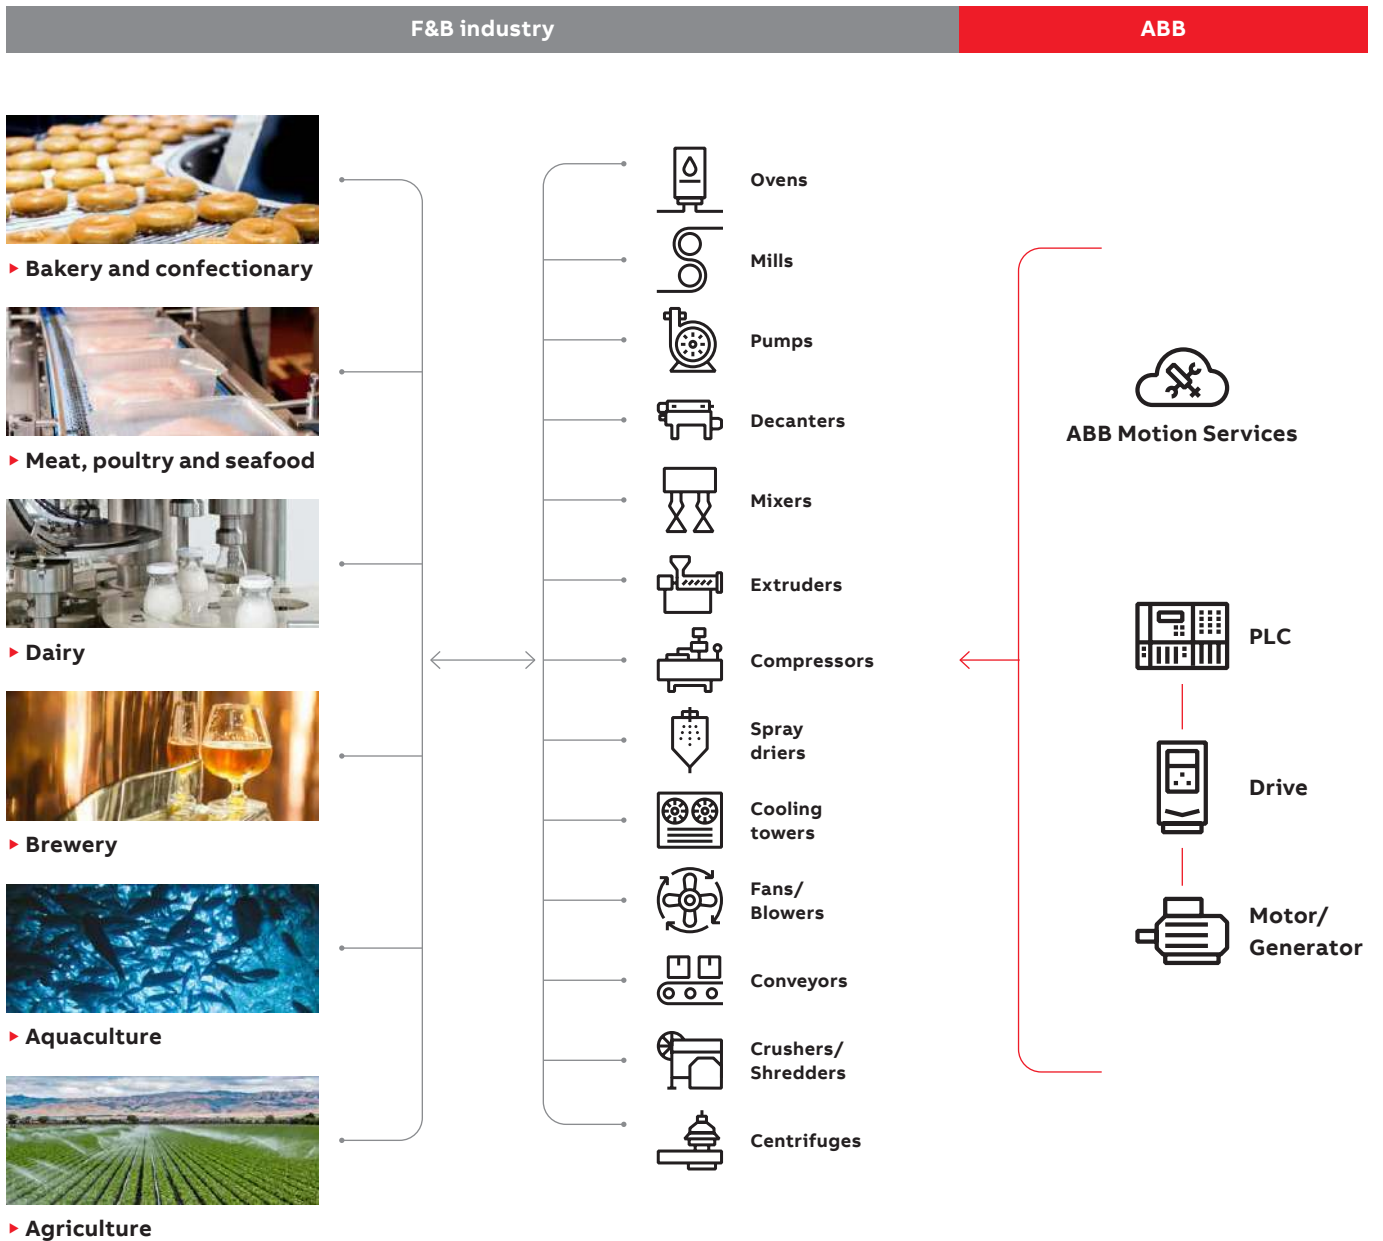 F&B industry
ABB
Bakery and confectionary
Meat, poultry and seafood
Dairy
Brewery
Aquaculture
Agriculture
Ovens
Mills
Pumps
Decanters
Mixers
Extruders
Compressors
Spray
driers
Cooling
towers
Fans/
Blowers
Conveyors
Crushers/
Shredders
Centrifuges
ABB Motion Services
PLC
Drive
Motor/
Generator